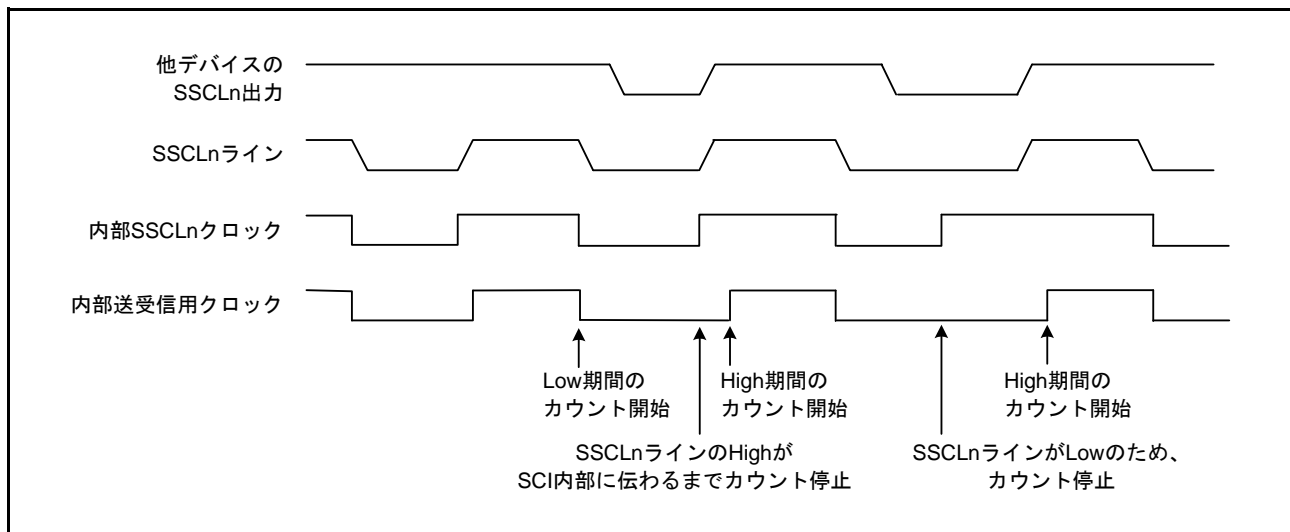 他デバイスの
SSCLn出力
SSCLnライン
内部SSCLnクロック
内部送受信用クロック
Low期間の
カウント開始
High期間の
カウント開始
High期間の
カウント開始
SSCLnラインのHighが
SCI内部に伝わるまでカウント停止
SSCLnラインがLowのため、
カウント停止